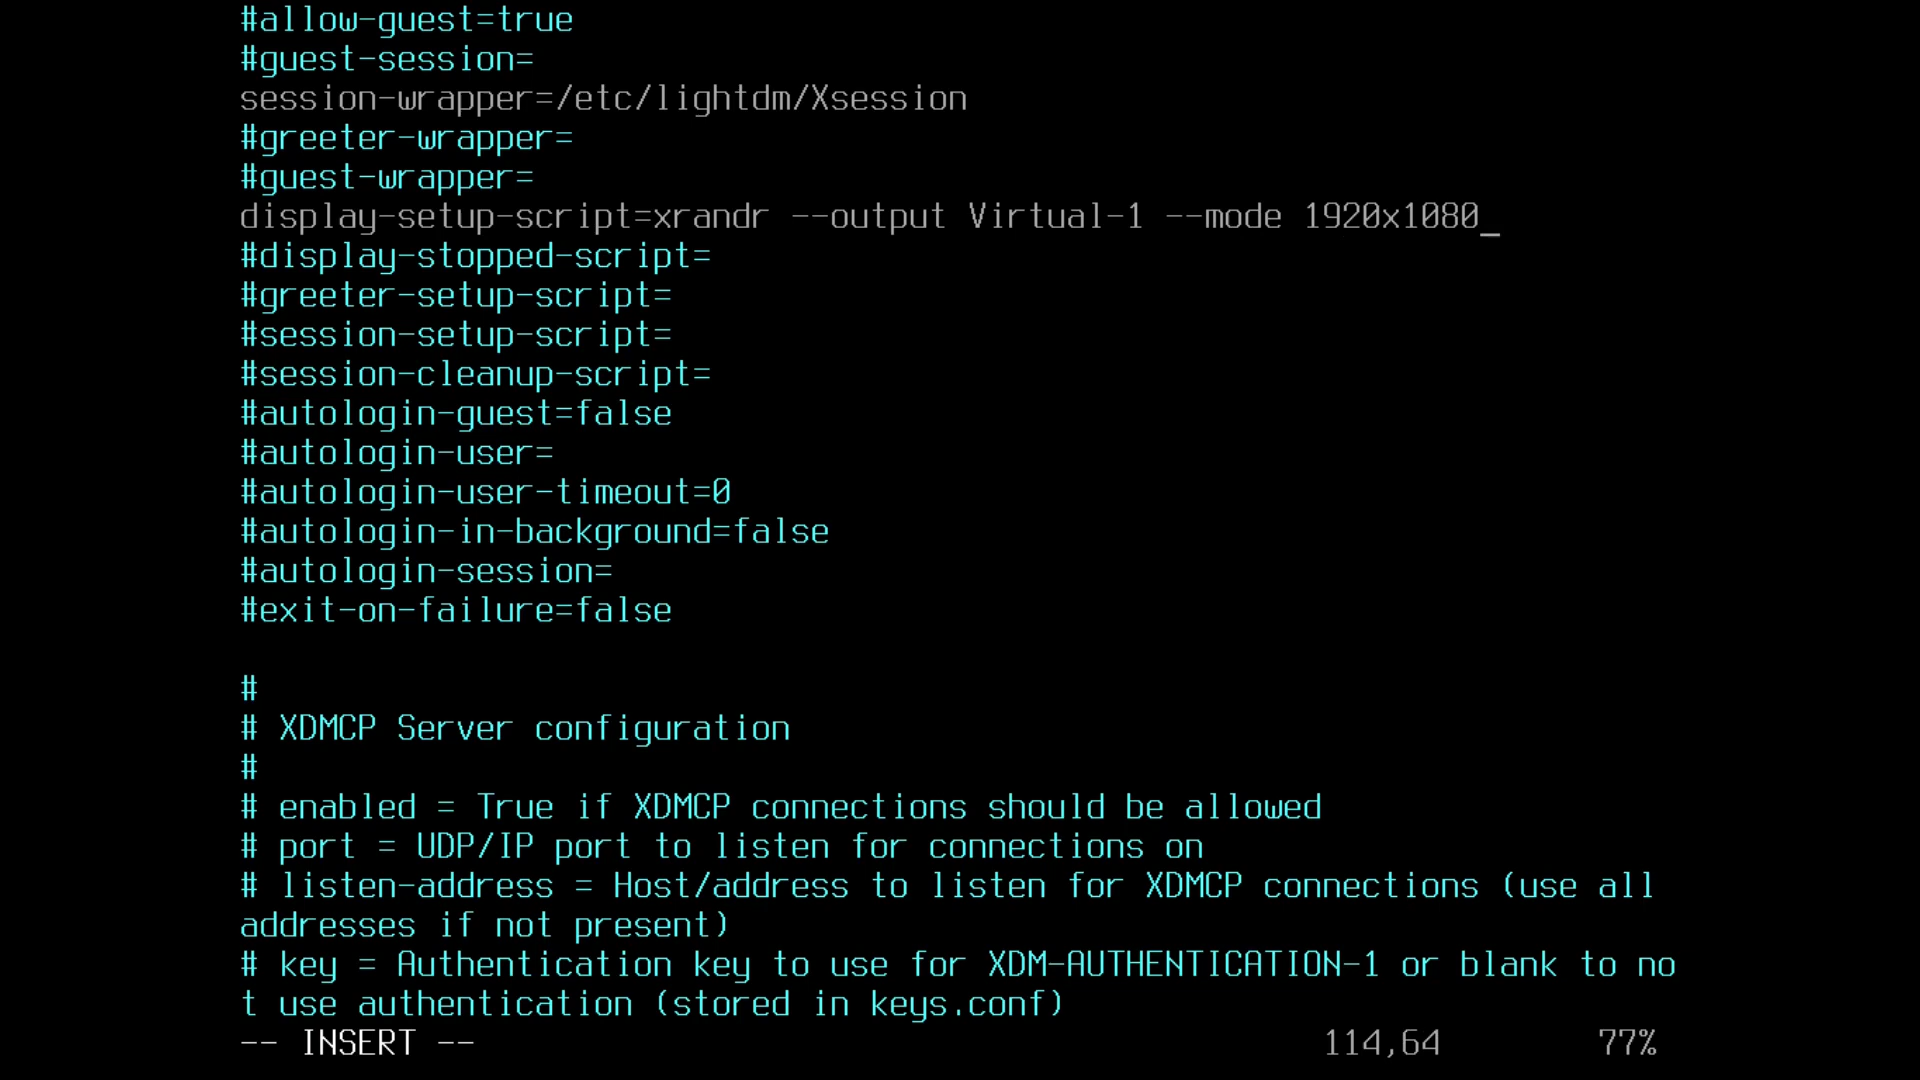 #allow-guest=true
#guest-session=
session-wrapper=/etc/lightdm/Xsession
#greeter-wrapper=
#guest-wrapper=
display-setup-script=xrandr --output Virtual-1 --mode 1920x1080_
#display-stopped-script=
#greeter-setup-script=
#session-setup-script=
#session-cleanup-script=
#autologin-guest=false
#autologin-user=
#autologin-user-timeout=0
#autologin-in-background=false
#autologin-session=
#exit-on-failure=false
#
# XDMCP Server configuration
#
# enabled = True if XDMCP connections should be allowed
# port = UDP/IP port to listen for connections on
# listen-address = Host/address to listen for XDMCP connections (use all
addresses if not present)
# key = Authentication key to use for XDM-AUTHENTICATION-1 or blank to no
t use authentication (stored in keys.conf)
-- INSERT -- 114,64 77%